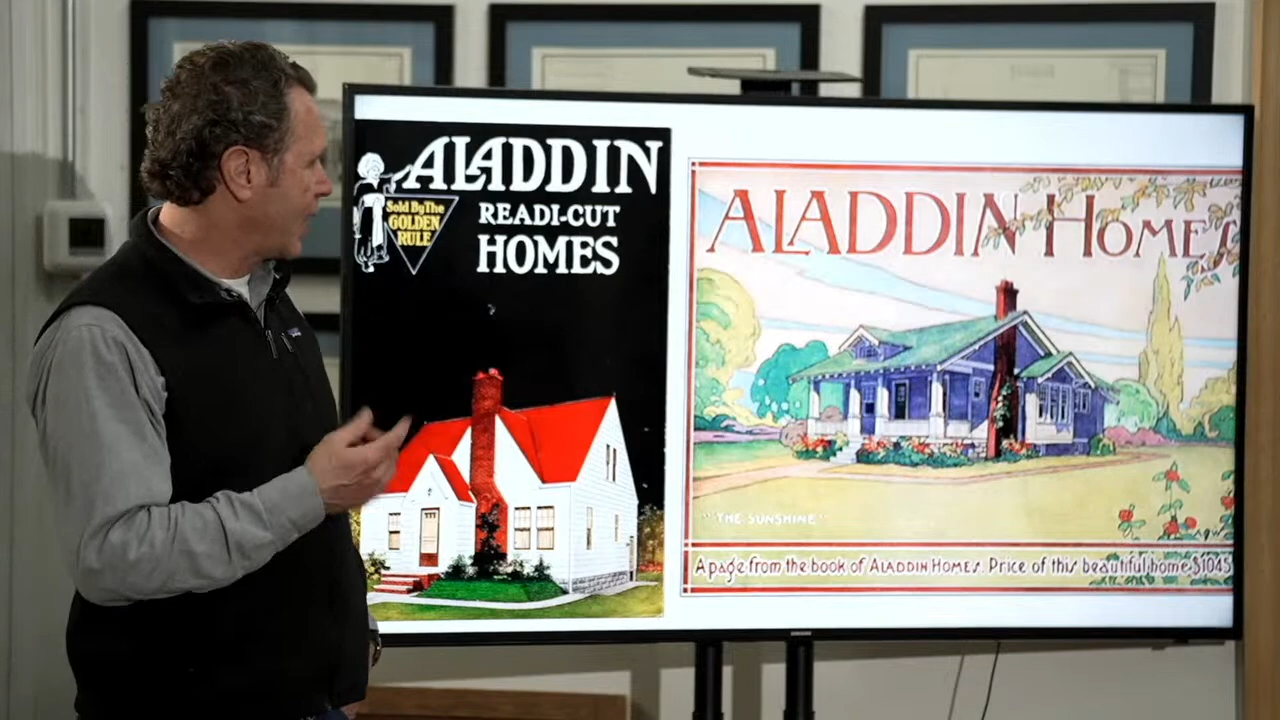 ALADDIN
Sold By The
GOLDEN
RULE
READI-CUT
HOMES
ALADDIN HOMES
"THE SUNSHINE"
A page from the book of ALADDIN HOMES. Price of this beautiful home $1045